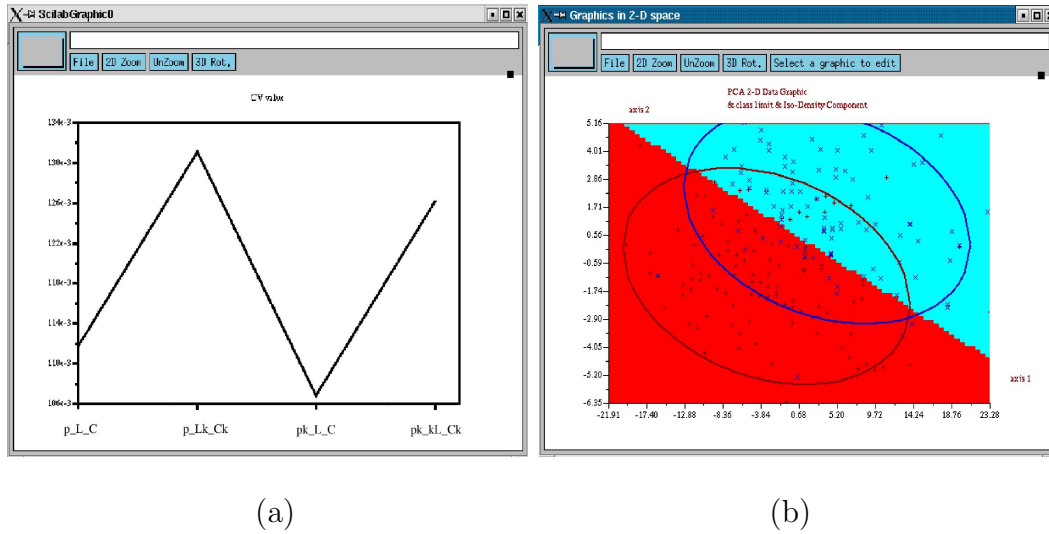 ScilabGraphic0
File 2D Zoom UnZoom 3D Rot.
CV value
134e-3
130e-3
126e-3
122e-3
118e-3
114e-3
110e-3
106e-3
p_L_C p_Lk_Ck pk_L_C pk_kL_Ck
(a)
Graphics in 2-D space
File 2D Zoom UnZoom 3D Rot. Select a graphic to edit
PCA 2-D Data Graphic
& class limit & Iso-Density Component
axis 2
5.16
4.01
2.86
1.71
0.56
-0.59
-1.74
-2.90
-4.05
-5.20
-6.35
axis 1
-21.91 -17.40 -12.88 -8.36 -3.84 0.68 5.20 9.72 14.24 18.76 23.28
(b)